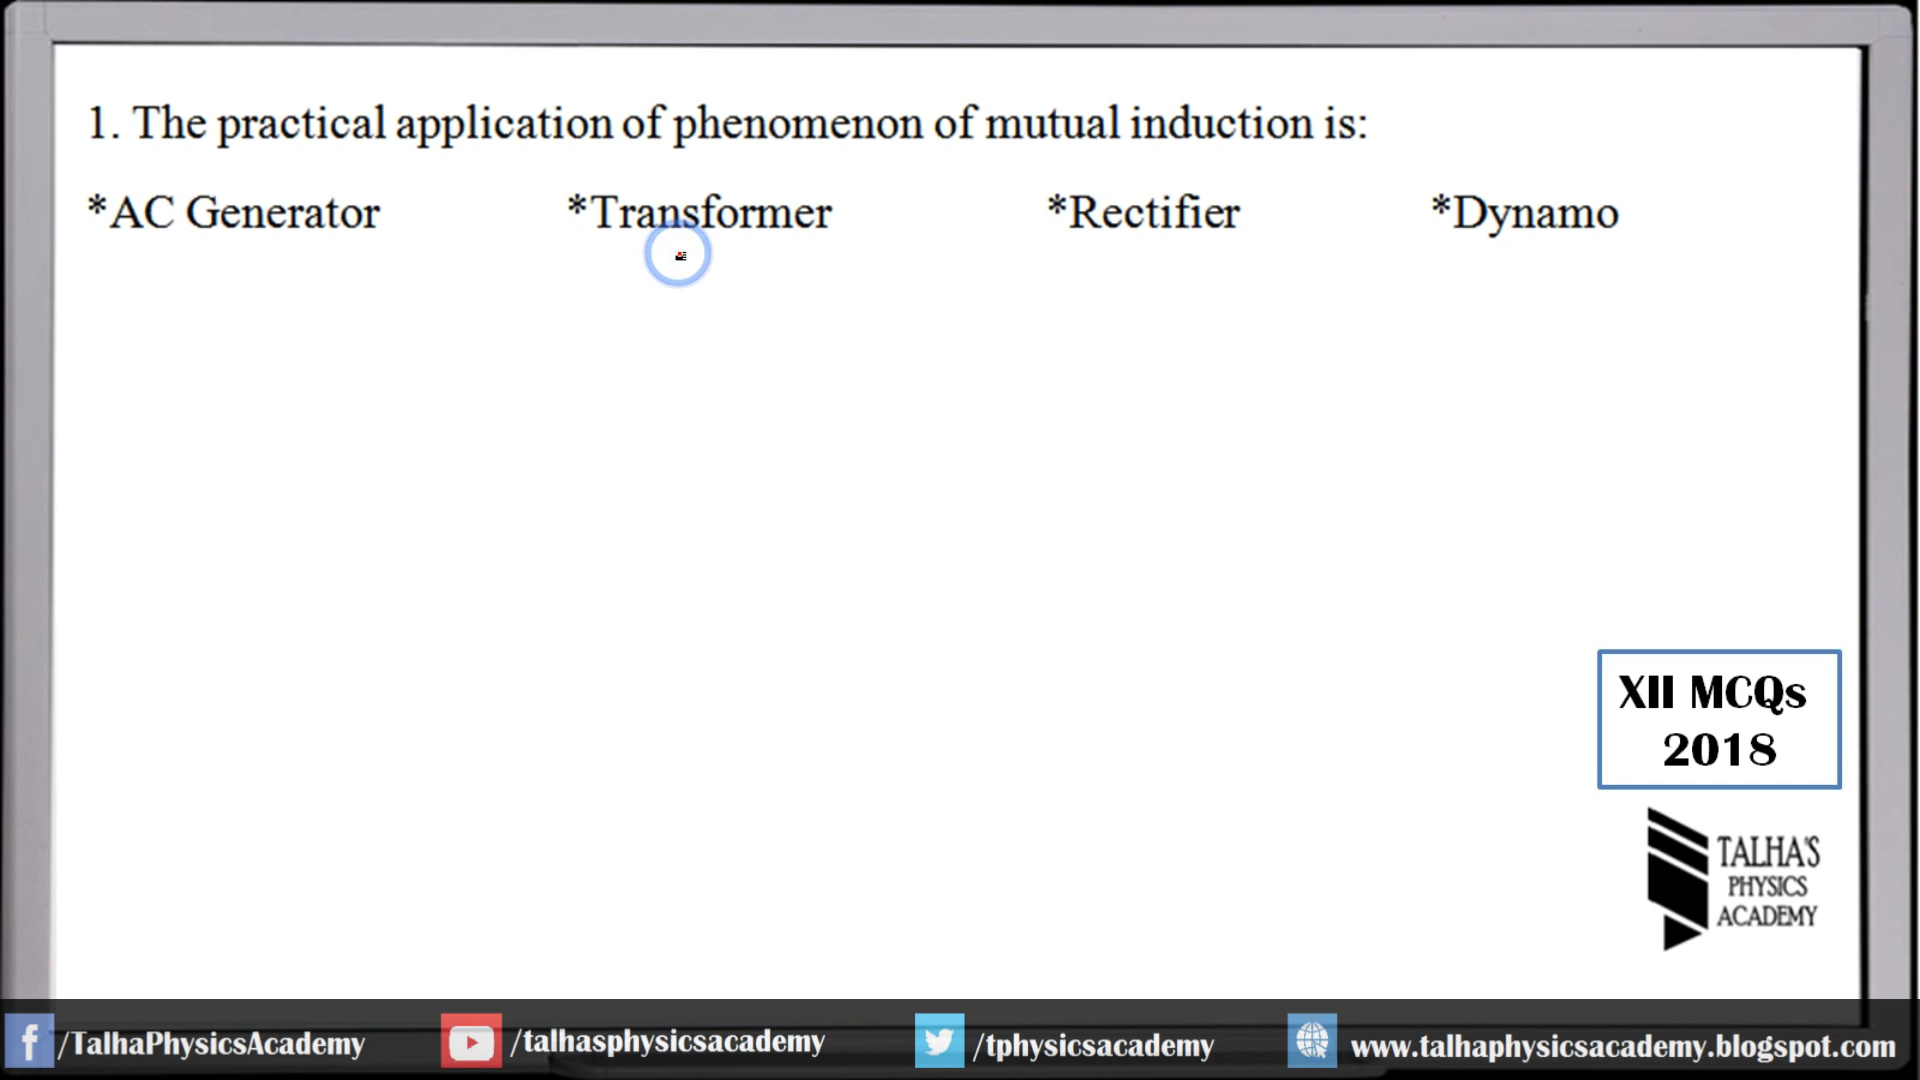 1. The practical application of phenomenon of mutual induction is:
*AC Generator *Transformer *Rectifier *Dynamo
XII MCQs
2018
TALHA'S
PHYSICS
ACADEMY
/TalhaPhysicsAcademy /talhasphysicsacademy /tphysicsacademy www.talhaphysicsacademy.blogspot.com